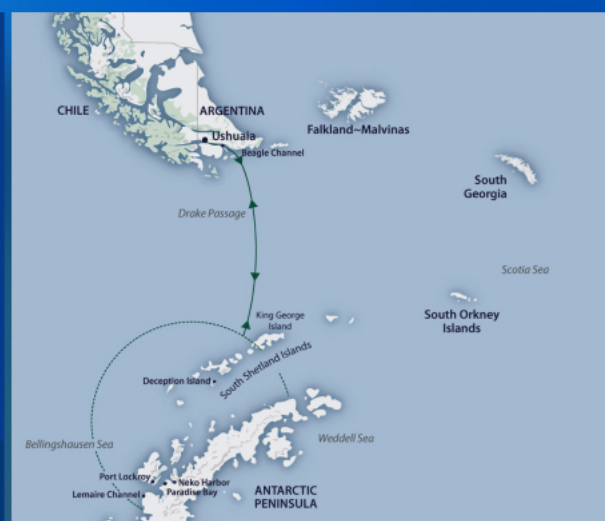 CHILE
ARGENTINA
Ushuaia
Beagle Channel
Falkland~Malvinas
South
Georgia
Drake Passage
Scotia Sea
King George
Island
South Orkney
Islands
South Shetland Islands
Deception Island
Bellingshausen Sea
Weddell Sea
Port Lockroy
Neko Harbor
Paradise Bay
Lemaire Channel
ANTARCTIC
PENINSULA